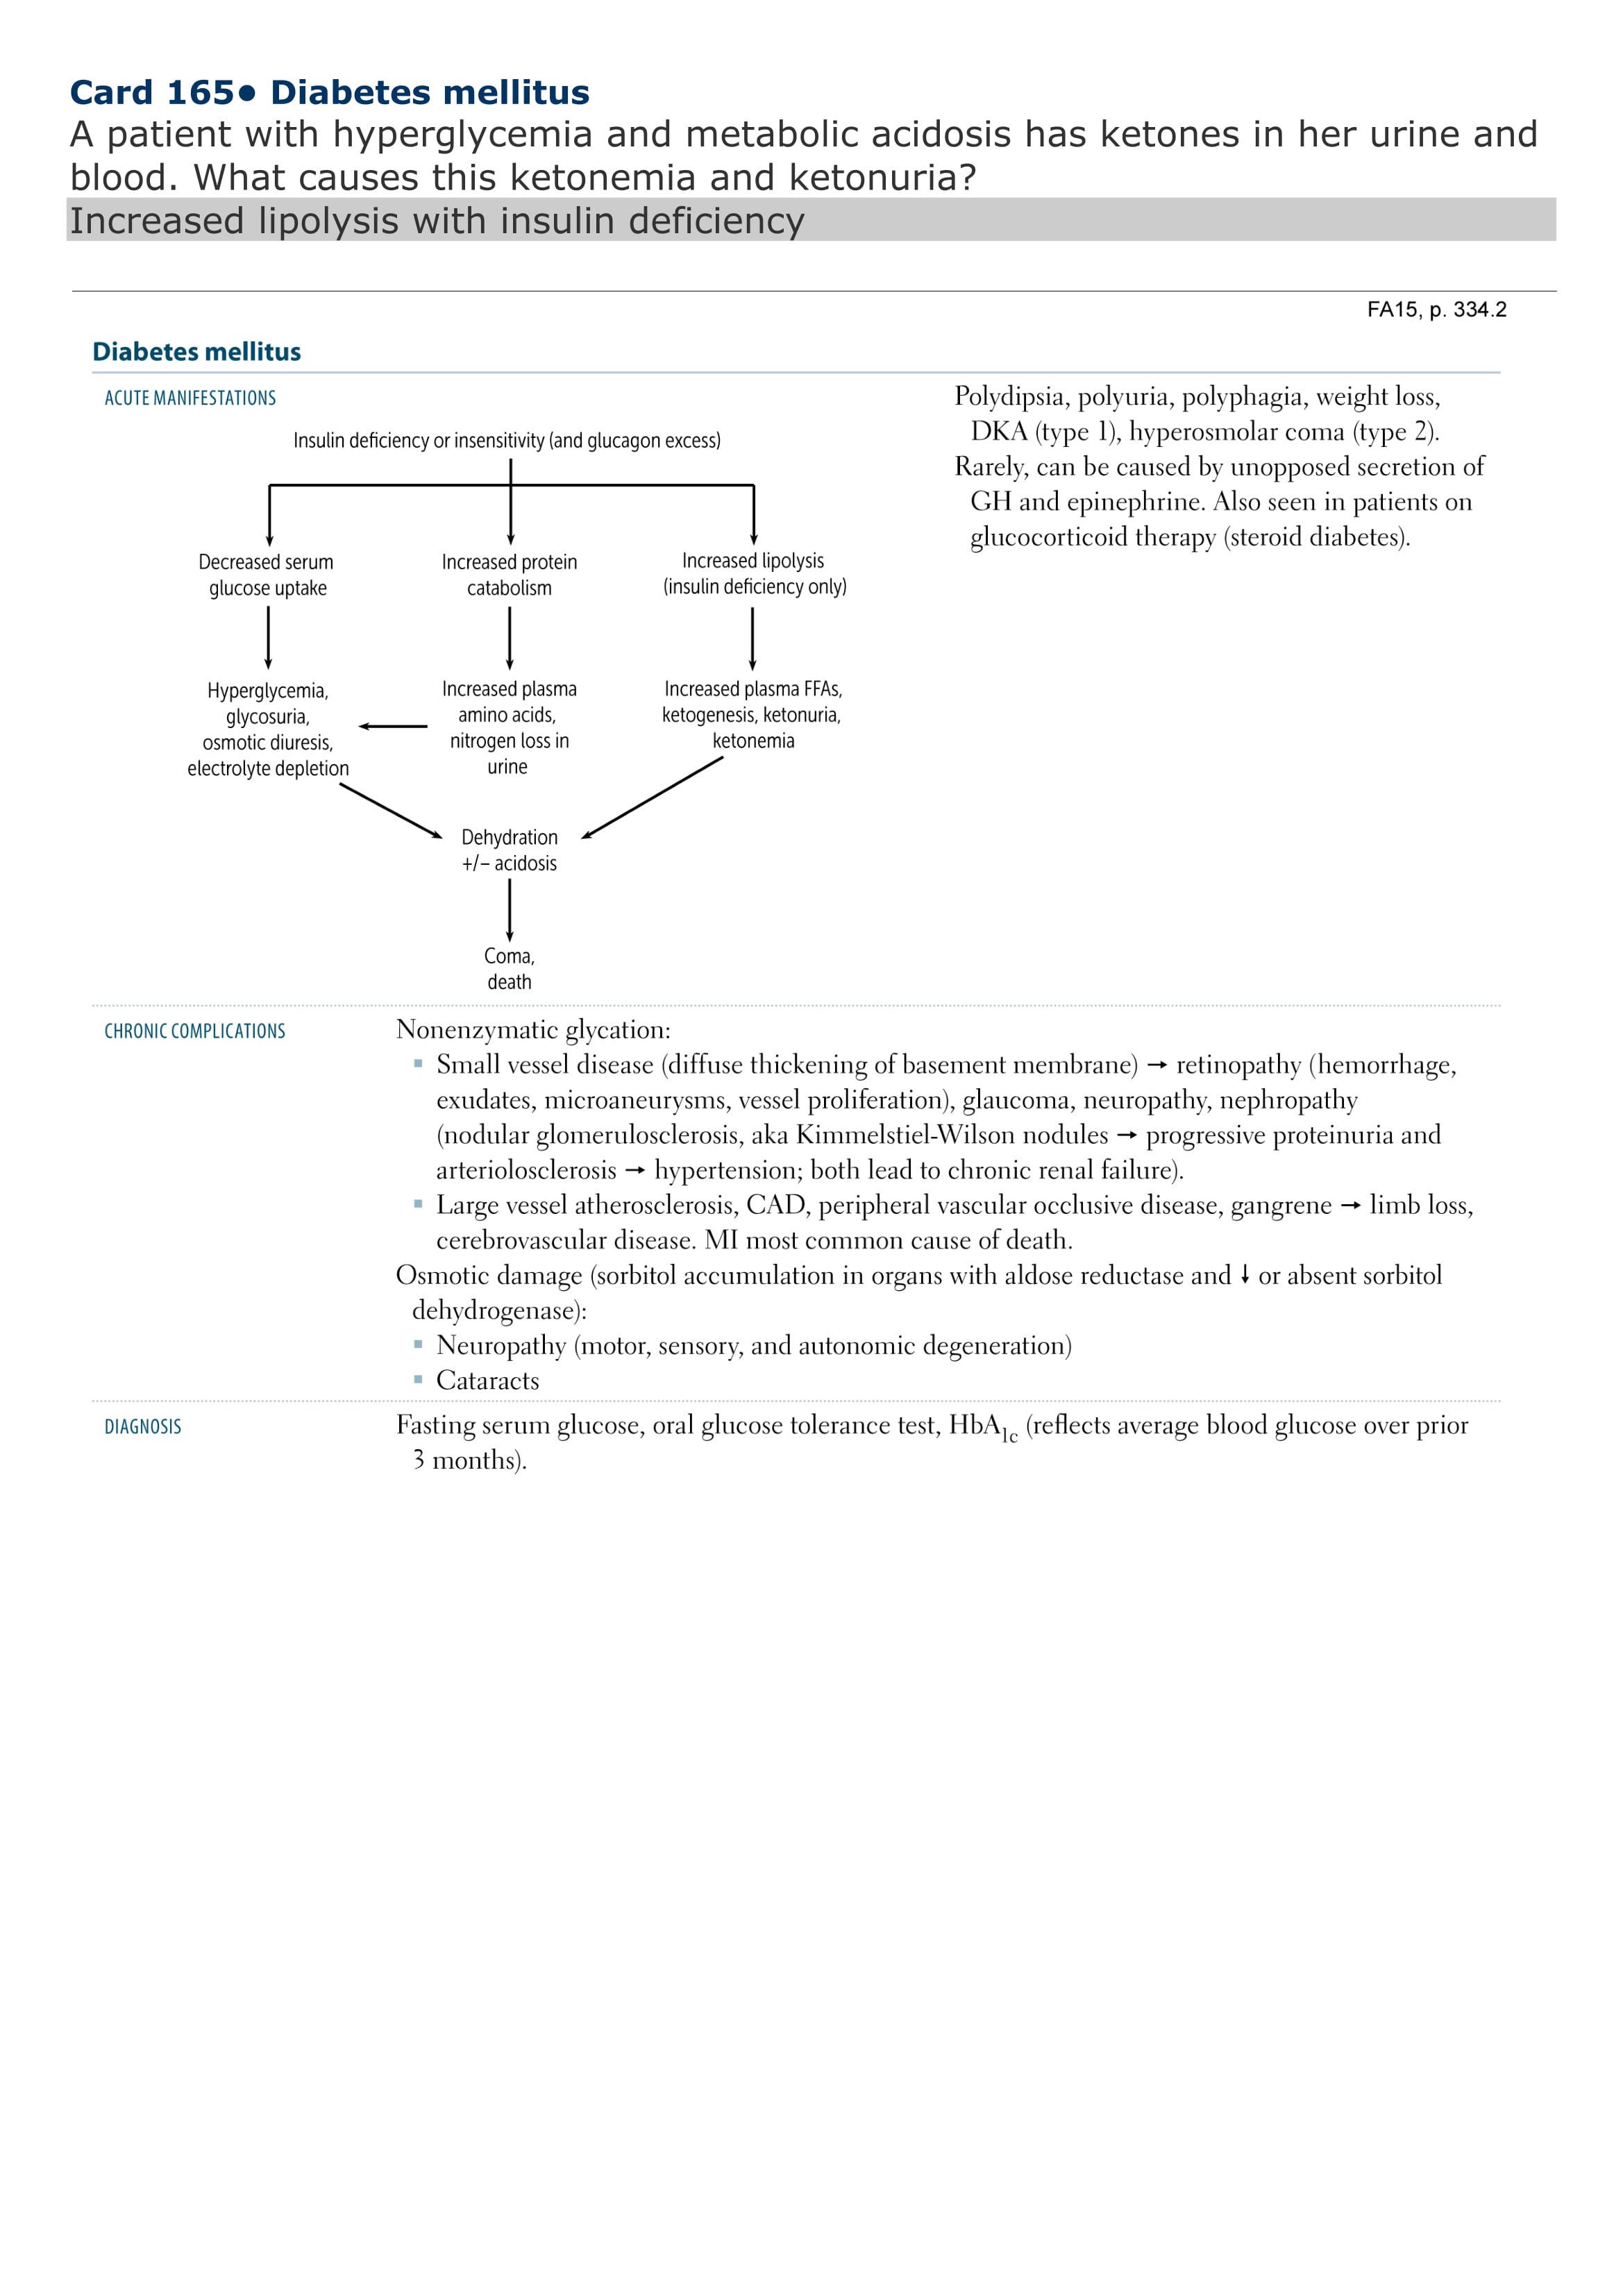 Card 165• Diabetes mellitus
A patient with hyperglycemia and metabolic acidosis has ketones in her urine and
blood. What causes this ketonemia and ketonuria?
Increased lipolysis with insulin deficiency
FA15, p. 334.2
Diabetes mellitus
ACUTE MANIFESTATIONS
Insulin deficiency or insensitivity (and glucagon excess)
Decreased serum
glucose uptake
Increased protein
catabolism
Increased lipolysis
(insulin deficiency only)
Hyperglycemia,
glycosuria,
osmotic diuresis,
electrolyte depletion
Increased plasma
amino acids,
nitrogen loss in
urine
Increased plasma FFAs,
ketogenesis, ketonuria,
ketonemia
Dehydration
+/– acidosis
Coma,
death
Polydipsia, polyuria, polyphagia, weight loss,
DKA (type 1), hyperosmolar coma (type 2).
Rarely, can be caused by unopposed secretion of
GH and epinephrine. Also seen in patients on
glucocorticoid therapy (steroid diabetes).
CHRONIC COMPLICATIONS
Nonenzymatic glycation:
▪ Small vessel disease (diffuse thickening of basement membrane) → retinopathy (hemorrhage,
exudates, microaneurysms, vessel proliferation), glaucoma, neuropathy, nephropathy
(nodular glomerulosclerosis, aka Kimmelstiel-Wilson nodules → progressive proteinuria and
arteriolosclerosis → hypertension; both lead to chronic renal failure).
▪ Large vessel atherosclerosis, CAD, peripheral vascular occlusive disease, gangrene → limb loss,
cerebrovascular disease. MI most common cause of death.
Osmotic damage (sorbitol accumulation in organs with aldose reductase and ↓ or absent sorbitol
dehydrogenase):
▪ Neuropathy (motor, sensory, and autonomic degeneration)
▪ Cataracts
DIAGNOSIS
Fasting serum glucose, oral glucose tolerance test, HbA1c (reflects average blood glucose over prior
3 months).